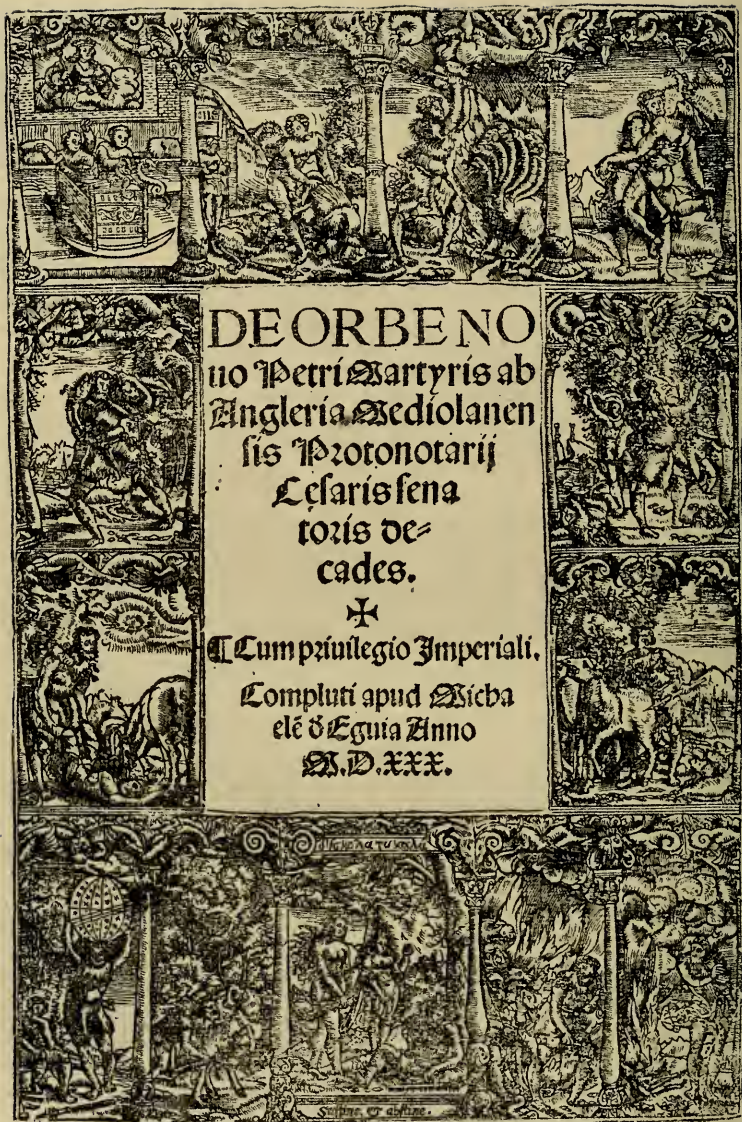 DE ORBE NO
uo Petri Martyris ab
Angleria Mediolanen
sis Protonotarij
Cesaris sena
toris de⸗
cades.
✠
¶ Cum priuilegio Imperiali.
Compluti apud Micha
elē đ Eguia Anno
M.D.XXX.
Sustine, et abstine.